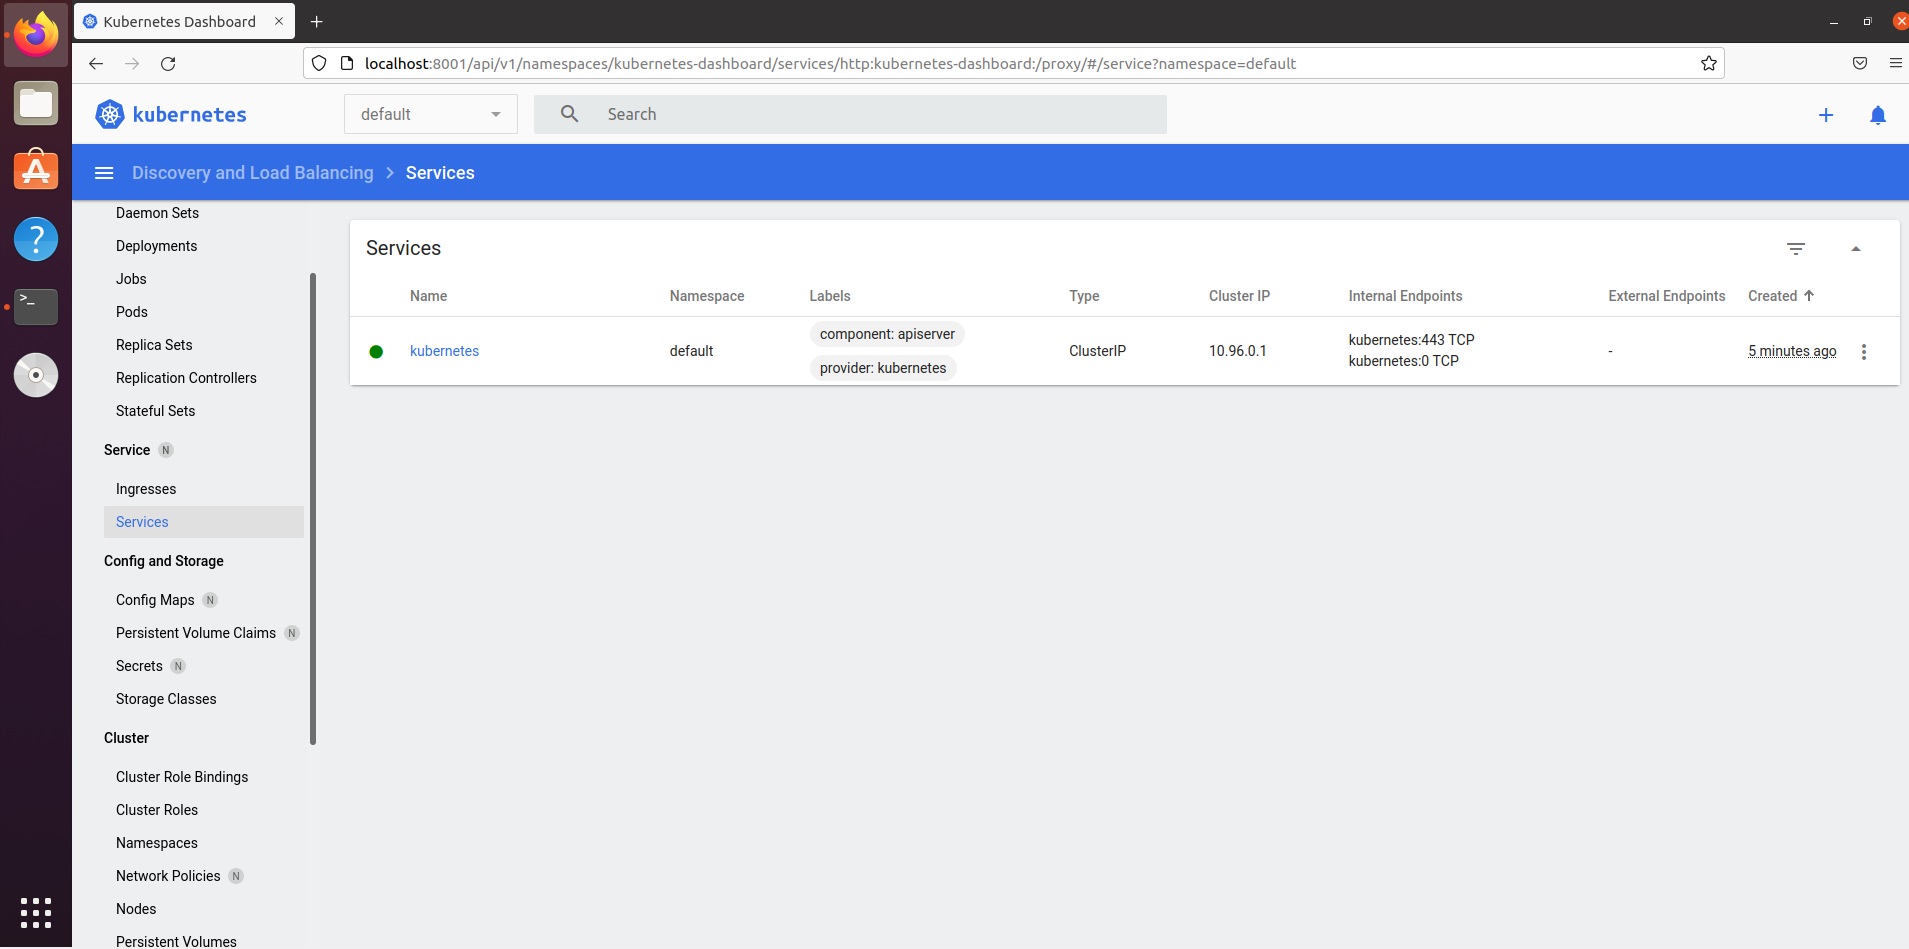 Kubernetes Dashboard
localhost:8001/api/v1/namespaces/kubernetes-dashboard/services/http:kubernetes-dashboard:/proxy/#/service?namespace=default
kubernetes
default
Search
Discovery and Load Balancing > Services
Daemon Sets
Deployments
Jobs
Pods
Replica Sets
Replication Controllers
Stateful Sets
Service N
Ingresses
Services
Config and Storage
Config Maps N
Persistent Volume Claims N
Secrets N
Storage Classes
Cluster
Cluster Role Bindings
Cluster Roles
Namespaces
Network Policies N
Nodes
Persistent Volumes
Services
Name Namespace Labels Type Cluster IP Internal Endpoints External Endpoints Created
component: apiserver
kubernetes:443 TCP
kubernetes default ClusterIP 10.96.0.1 - 5 minutes ago
kubernetes:0 TCP
provider: kubernetes